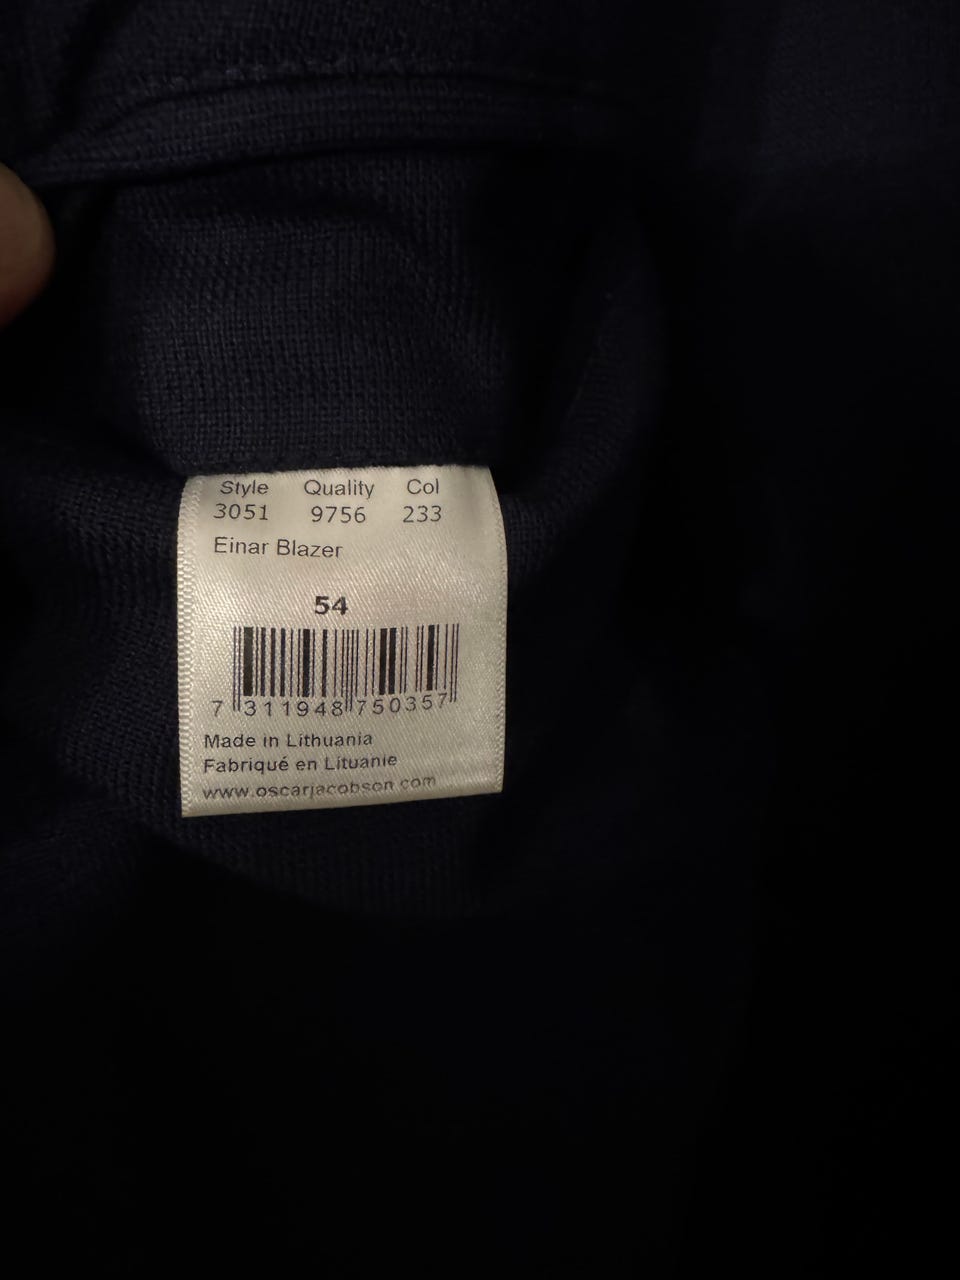 Style Quality Col
3051 9756 233
Einar Blazer
54
7 311948 750357
Made in Lithuania
Fabriqué en Lituanie
www.oscarjacobson.com